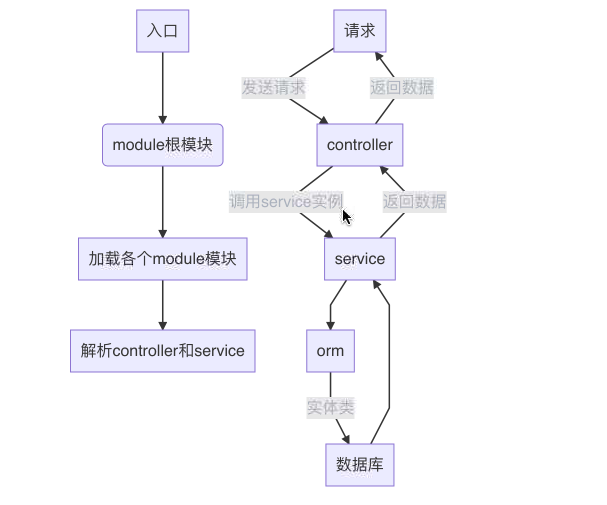 入口
module根模块
加载各个module模块
解析controller和service
请求
发送请求
返回数据
controller
调用service实例
返回数据
service
orm
实体类
数据库